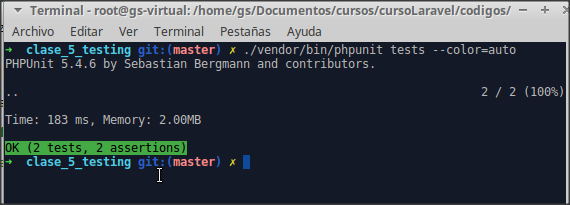 Terminal - root@gs-virtual: /home/gs/Documentos/cursos/cursoLaravel/codigos/
Archivo Editar Ver Terminal Pestañas Ayuda
➜ clase_5_testing git:(master) ✗ ./vendor/bin/phpunit tests --color=auto
PHPUnit 5.4.6 by Sebastian Bergmann and contributors.
.. 2 / 2 (100%)
Time: 183 ms, Memory: 2.00MB
OK (2 tests, 2 assertions)
➜ clase_5_testing git:(master) ✗